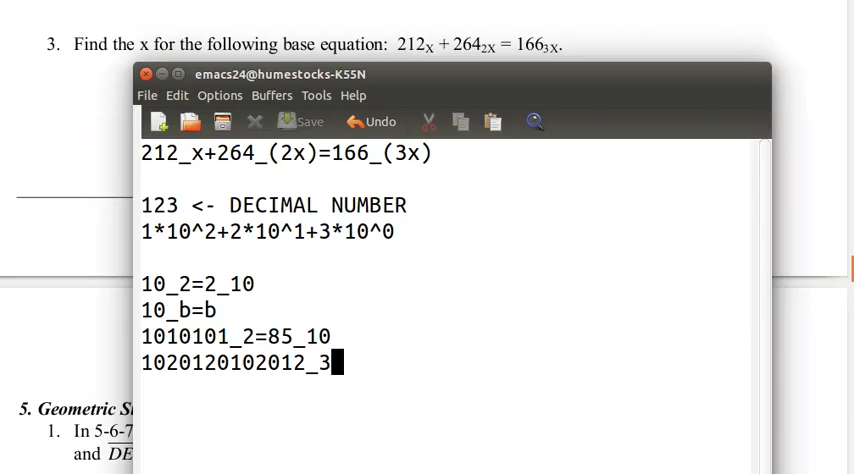 3. Find the x for the following base equation: 212X + 2642X = 1663X.
emacs24@humestocks-K55N
File Edit Options Buffers Tools Help
Save Undo
212_x+264_(2x)=166_(3x)
123 <- DECIMAL NUMBER
1*10^2+2*10^1+3*10^0
10_2=2_10
10_b=b
1010101_2=85_10
1020120102012_3
5. Geometric
1. In 5-6-7
and DE